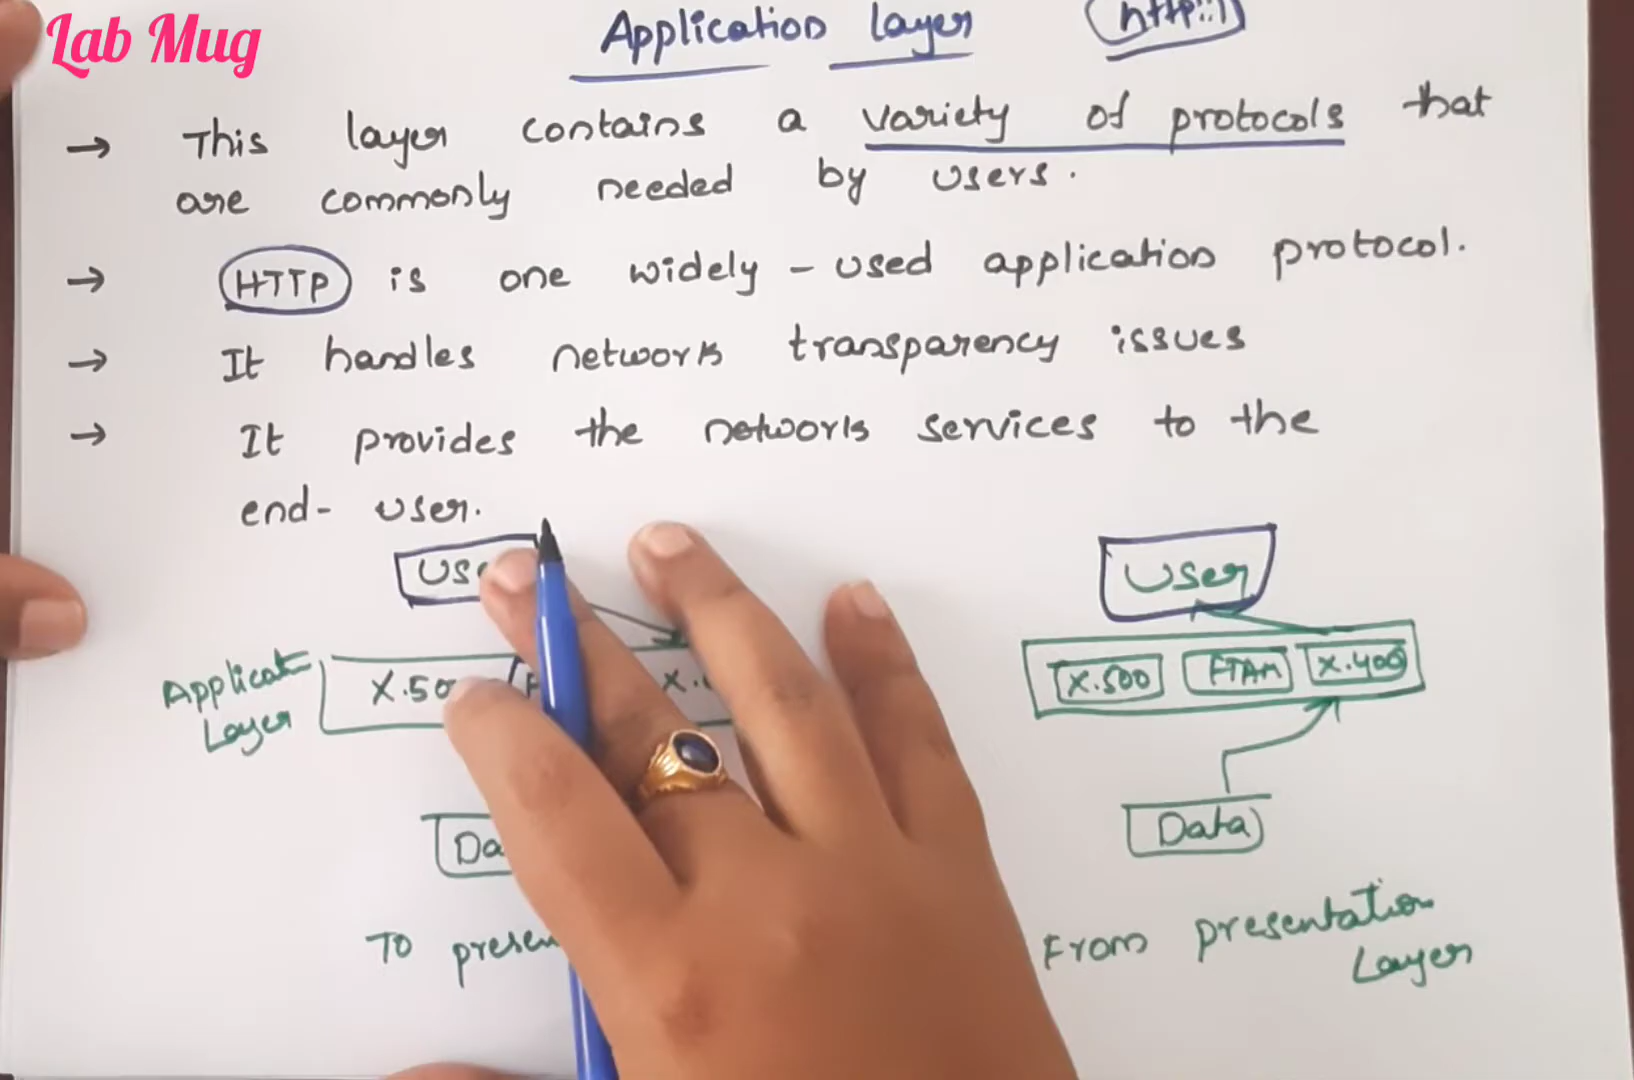 Lab Mug
Application layer
→ This layer contains a variety of protocols that
are commonly needed by users.
→ HTTP is one widely-used application protocol.
→ It handles network transparency issues
→ It provides the network services to the
end-user.
User
Layer
X.500 FTAM X.400
Data
To
From presentation
Layer